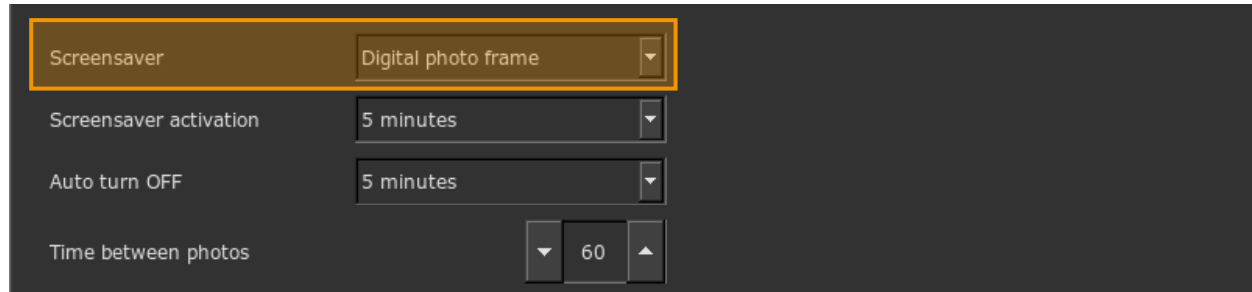 Screensaver Digital photo frame
Screensaver activation 5 minutes
Auto turn OFF 5 minutes
Time between photos 60